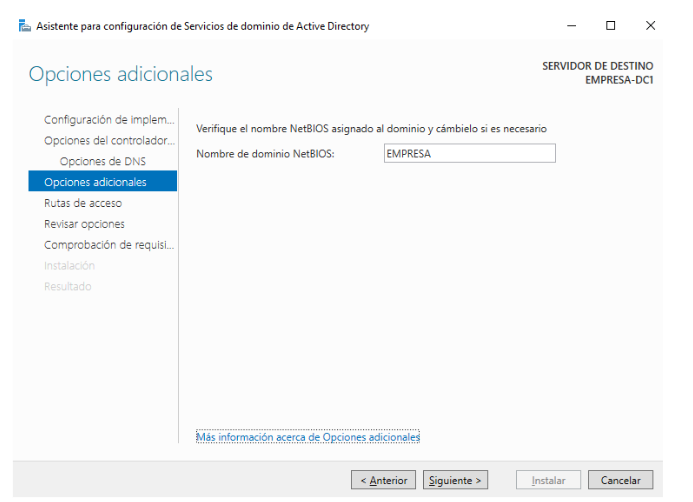 Asistente para configuración de Servicios de dominio de Active Directory
Opciones adicionales
SERVIDOR DE DESTINO
EMPRESA-DC1
Configuración de implem...
Opciones del controlador...
Opciones de DNS
Opciones adicionales
Rutas de acceso
Revisar opciones
Comprobación de requisi...
Instalación
Resultado
Verifique el nombre NetBIOS asignado al dominio y cámbielo si es necesario
Nombre de dominio NetBIOS: EMPRESA
Más información acerca de Opciones adicionales
< Anterior Siguiente > Instalar Cancelar